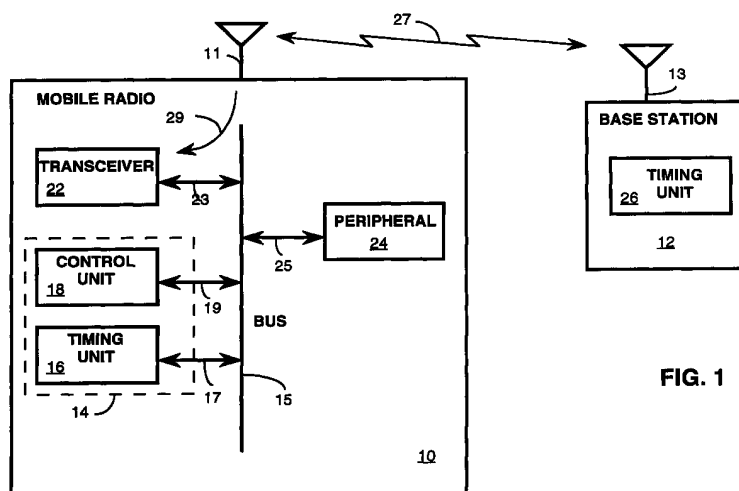 27
11
13
MOBILE RADIO
29
BASE STATION
TRANSCEIVER
22
23
TIMING
UNIT
26
12
PERIPHERAL
24
25
CONTROL
UNIT
18
19
BUS
TIMING
UNIT
16
17
15
14
10
FIG. 1